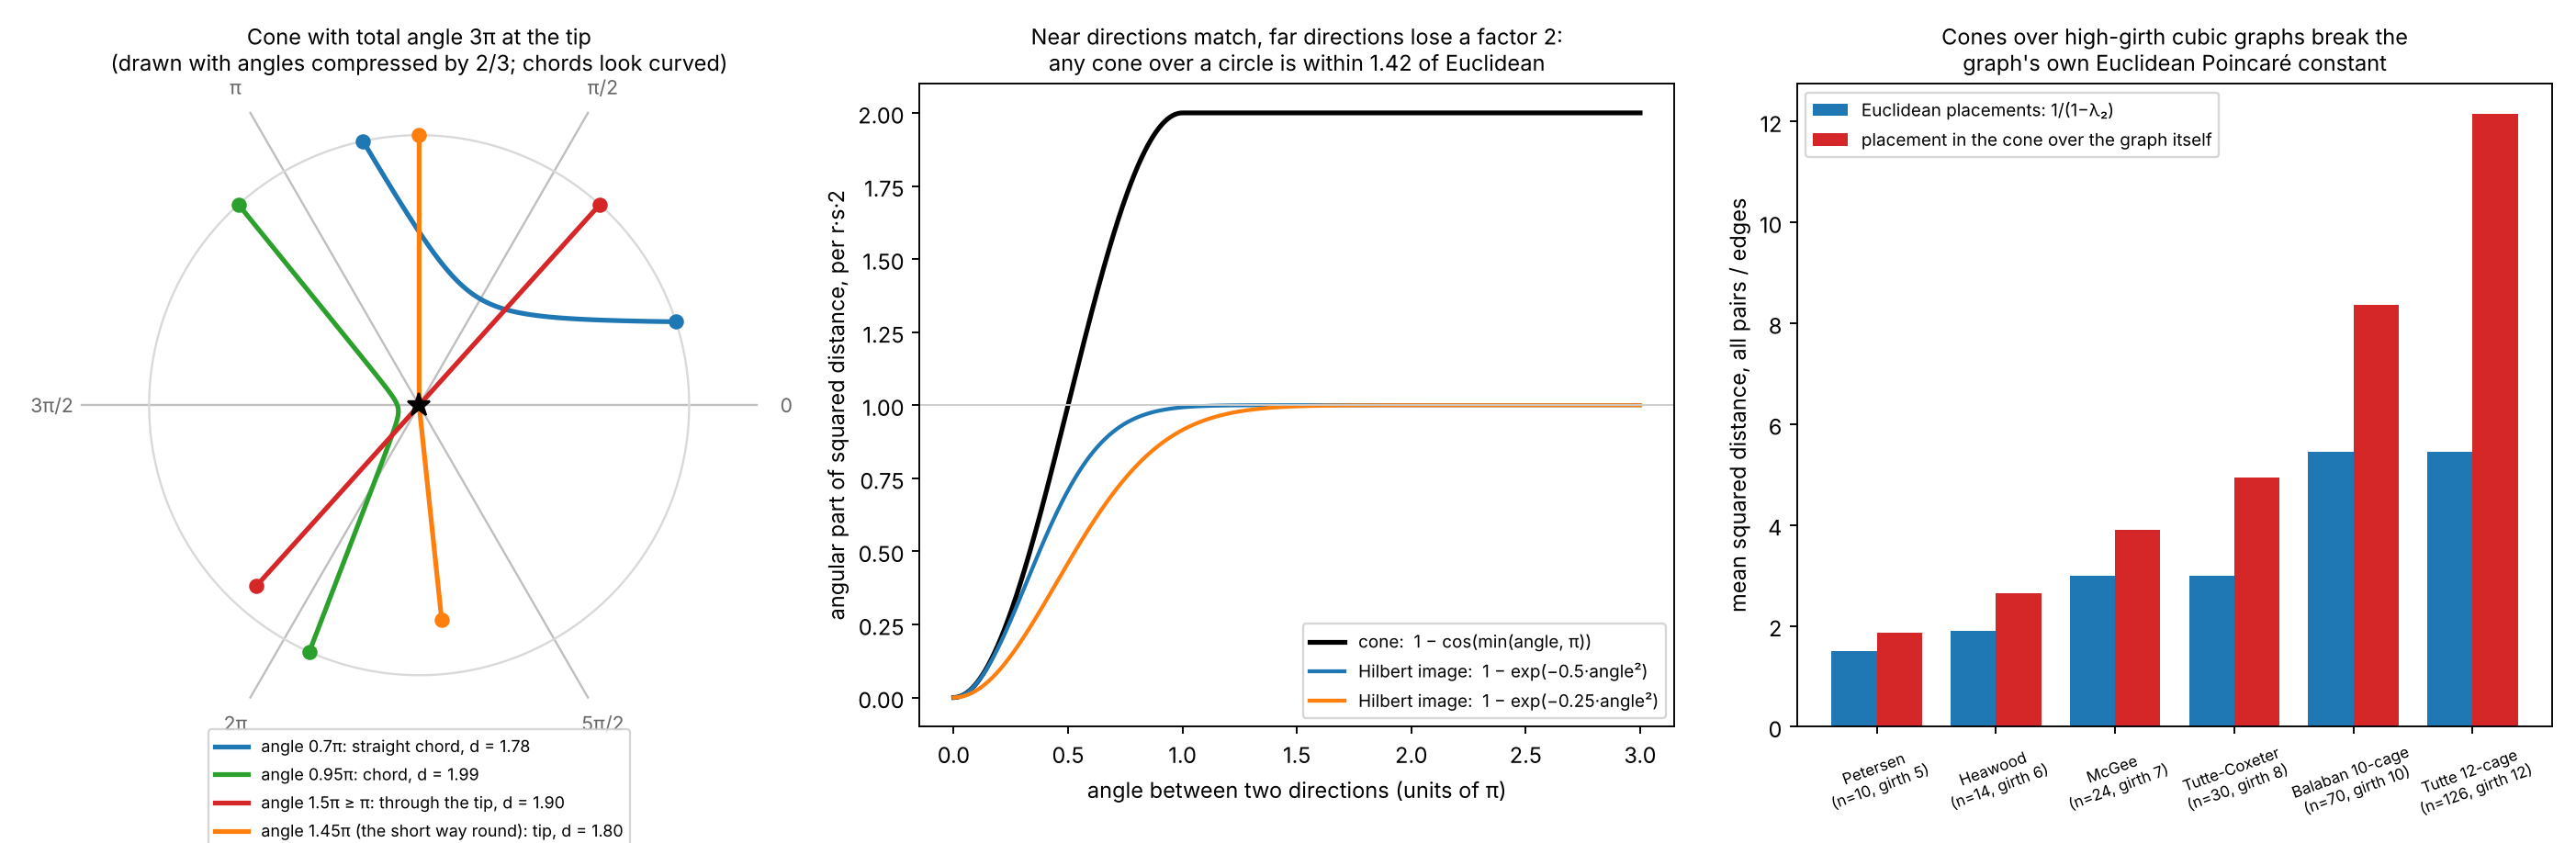 Cone with total angle 3π at the tip
(drawn with angles compressed by 2/3; chords look curved)
π
π/2
3π/2
0
2π
5π/2
angle 0.7π: straight chord, d = 1.78
angle 0.95π: chord, d = 1.99
angle 1.5π ≥ π: through the tip, d = 1.90
angle 1.45π (the short way round): tip, d = 1.80
Near directions match, far directions lose a factor 2:
any cone over a circle is within 1.42 of Euclidean
angular part of squared distance, per r·s·2
2.00
1.75
1.50
1.25
1.00
0.75
0.50
0.25
0.00
cone: 1 − cos(min(angle, π))
Hilbert image: 1 − exp(−0.5·angle²)
Hilbert image: 1 − exp(−0.25·angle²)
0.0
0.5
1.0
1.5
2.0
2.5
3.0
angle between two directions (units of π)
Cones over high-girth cubic graphs break the
graph's own Euclidean Poincaré constant
mean squared distance, all pairs / edges
12
10
8
6
4
2
0
Euclidean placements: 1/(1−λ₂)
placement in the cone over the graph itself
Petersen
(n=10, girth 5)
Heawood
(n=14, girth 6)
McGee
(n=24, girth 7)
Tutte-Coxeter
(n=30, girth 8)
Balaban 10-cage
(n=70, girth 10)
Tutte 12-cage
(n=126, girth 12)